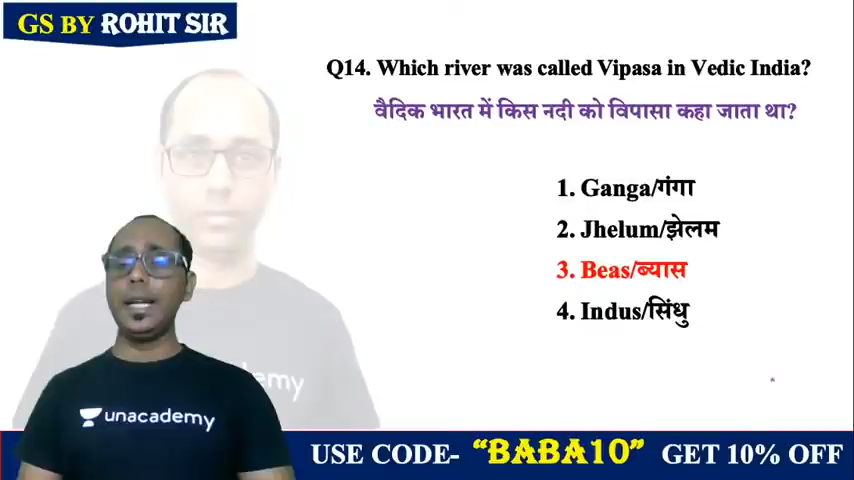 GS BY ROHIT SIR
Q14. Which river was called Vipasa in Vedic India?
वैदिक भारत में किस नदी को विपासा कहा जाता था?
1. Ganga/गंगा
2. Jhelum/झेलम
3. Beas/ब्यास
4. Indus/सिंधु
emy
unacademy
USE CODE- “BABA10” GET 10% OFF